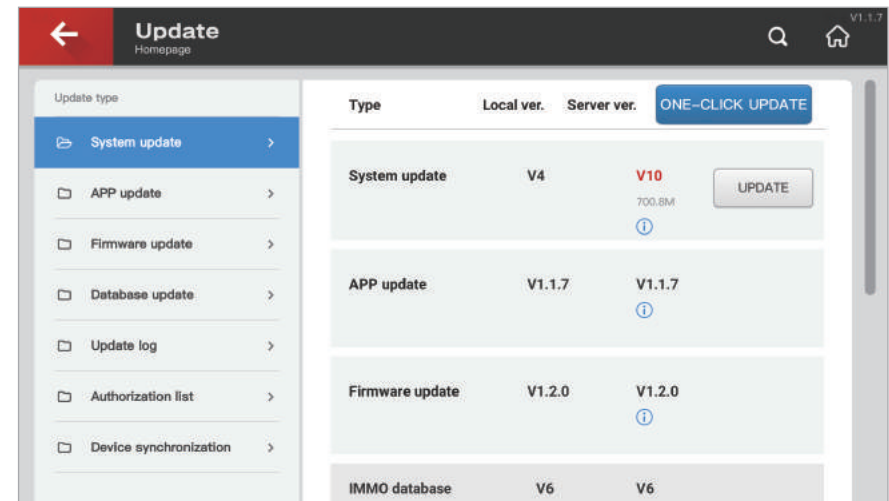 Update
Homepage
V1.1.7
Update type
System update
APP update
Firmware update
Database update
Update log
Authorization list
Device synchronization
Type Local ver. Server ver. ONE-CLICK UPDATE
System update V4 V10 UPDATE
700.8M
APP update V1.1.7 V1.1.7
Firmware update V1.2.0 V1.2.0
IMMO database V6 V6